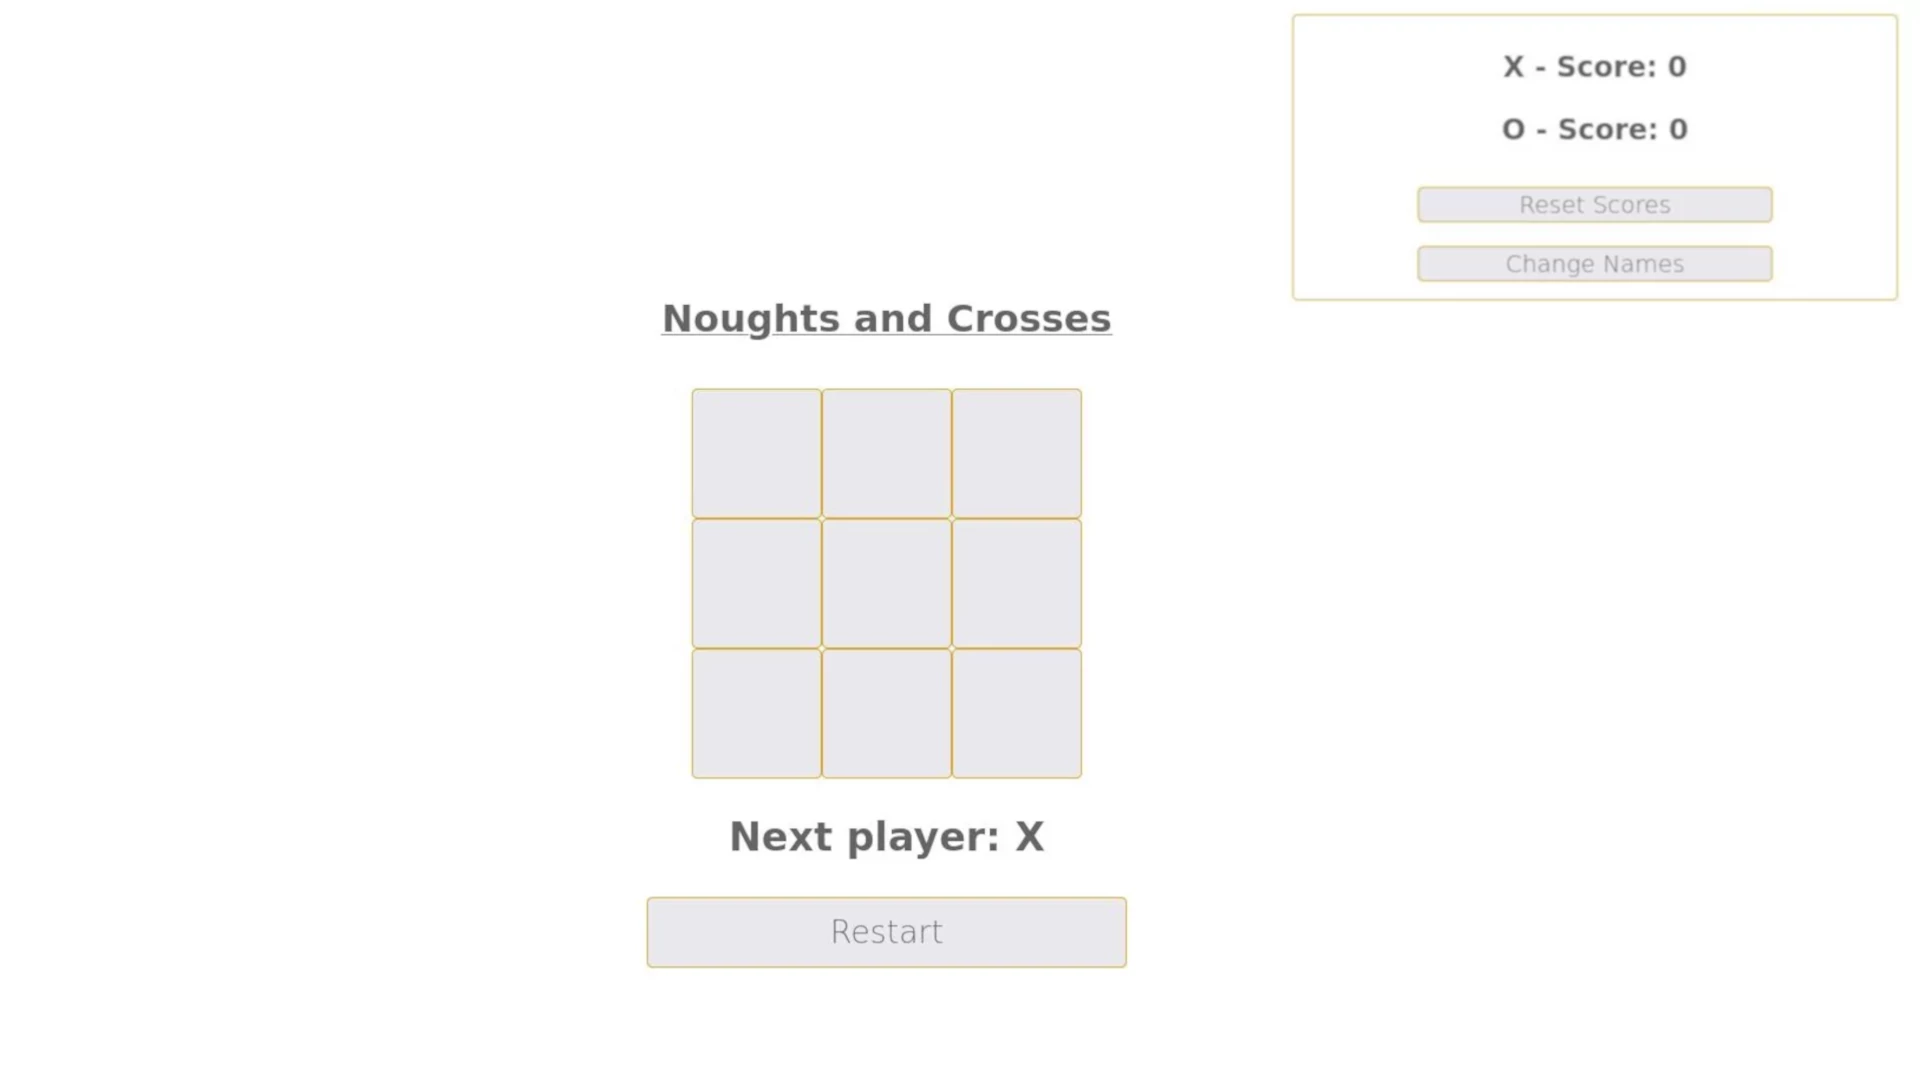 X - Score: 0
O - Score: 0
Reset Scores
Change Names
Noughts and Crosses
Next player: X
Restart